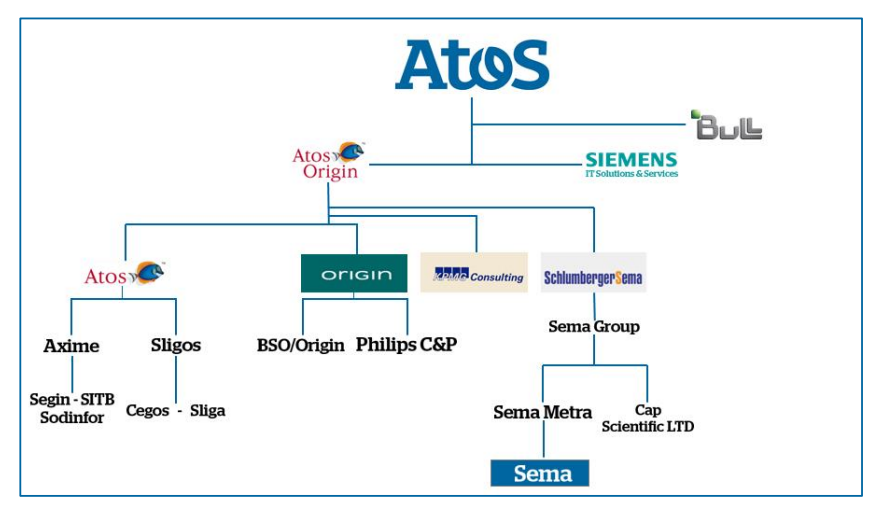 Atos
Bull
Atos
Origin
SIEMENS
IT Solutions & Services
Atos
ORIGIN
KPMG Consulting
SchlumbergerSema
Sema Group
Axime
Sligos
BSO/Origin
Philips C&P
Segin - SITB
Sodinfor
Cegos - Sliga
Sema Metra
Cap
Scientific LTD
Sema